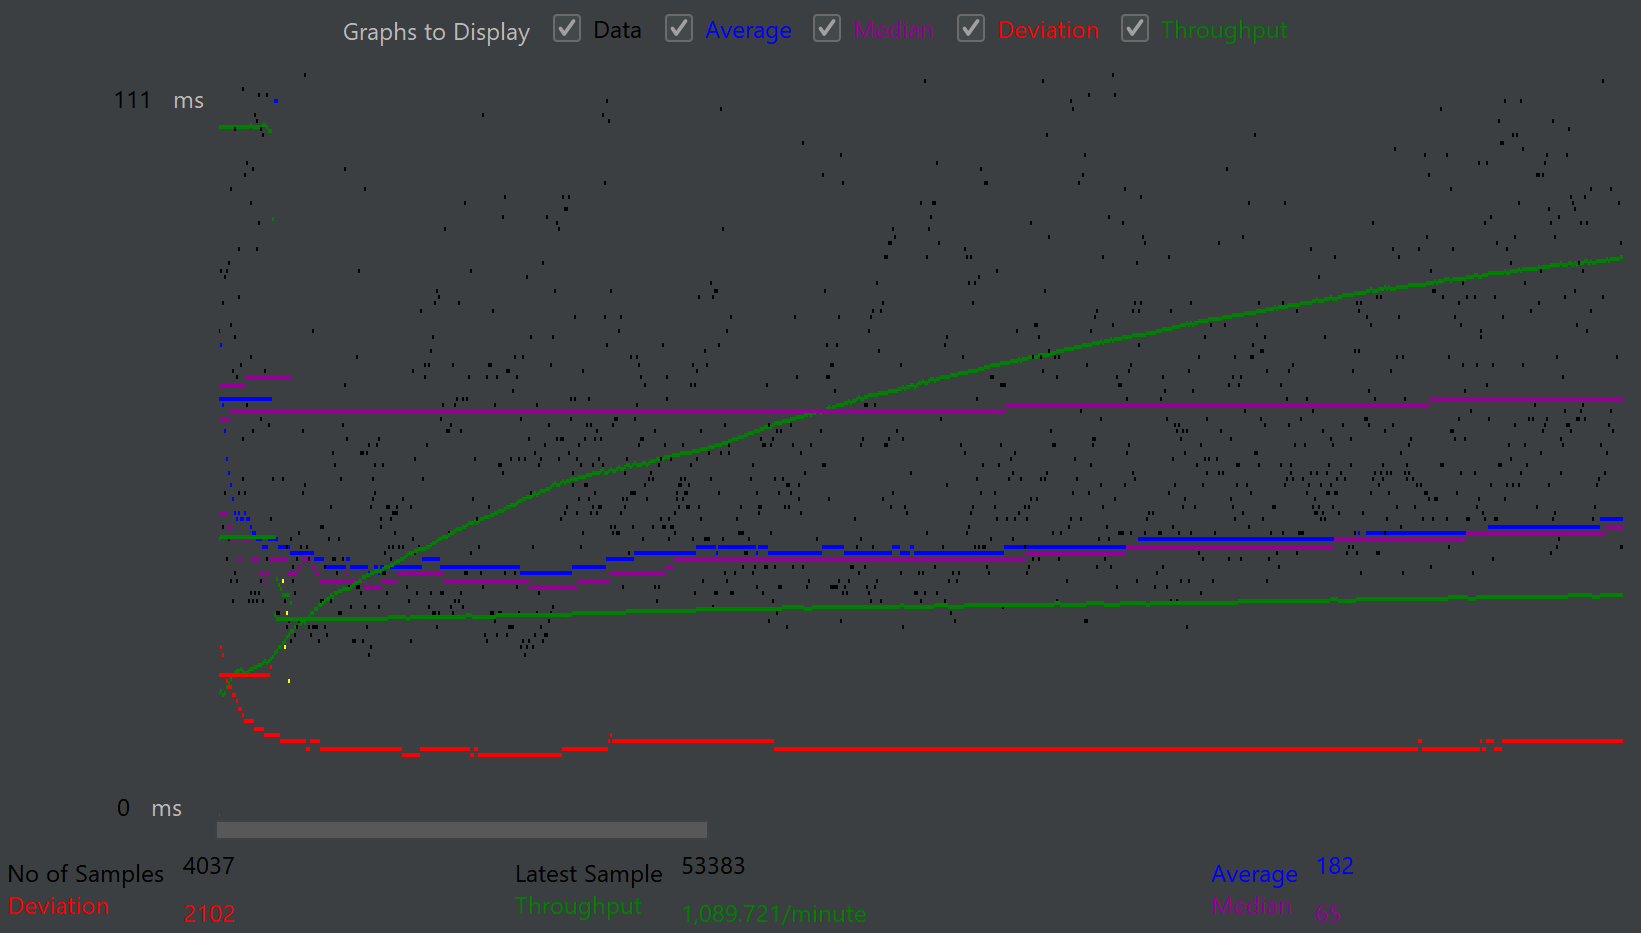 Graphs to Display Data Average Median Deviation Throughput
111 ms
0 ms
No of Samples 4037 Latest Sample 53383 Average 182
Deviation 2102 Throughput 1,089.721/minute Median 65